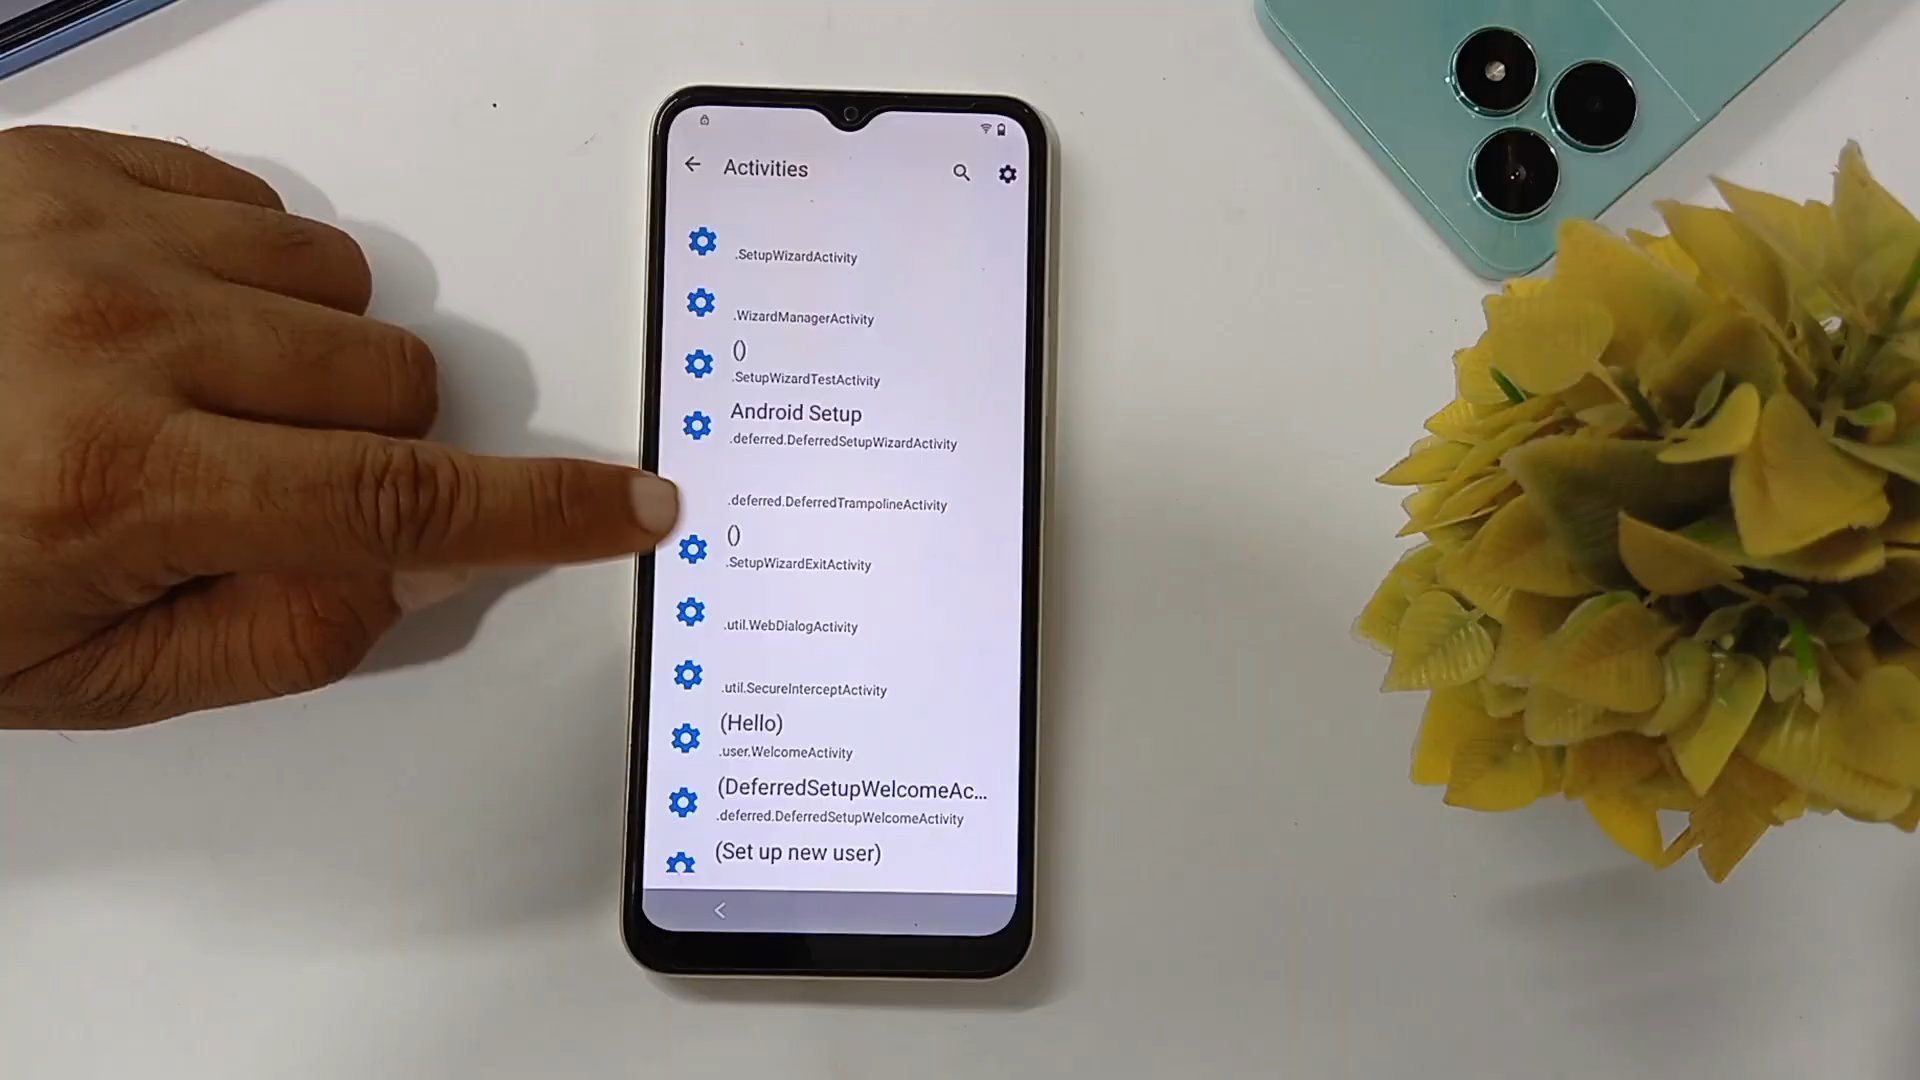 Activities
.SetupWizardActivity
.WizardManagerActivity
()
.SetupWizardTestActivity
Android Setup
.deferred.DeferredSetupWizardActivity
.deferred.DeferredTrampolineActivity
()
.SetupWizardExitActivity
.util.WebDialogActivity
.util.SecureInterceptActivity
(Hello)
.user.WelcomeActivity
(DeferredSetupWelcomeAc...
.deferred.DeferredSetupWelcomeActivity
(Set up new user)